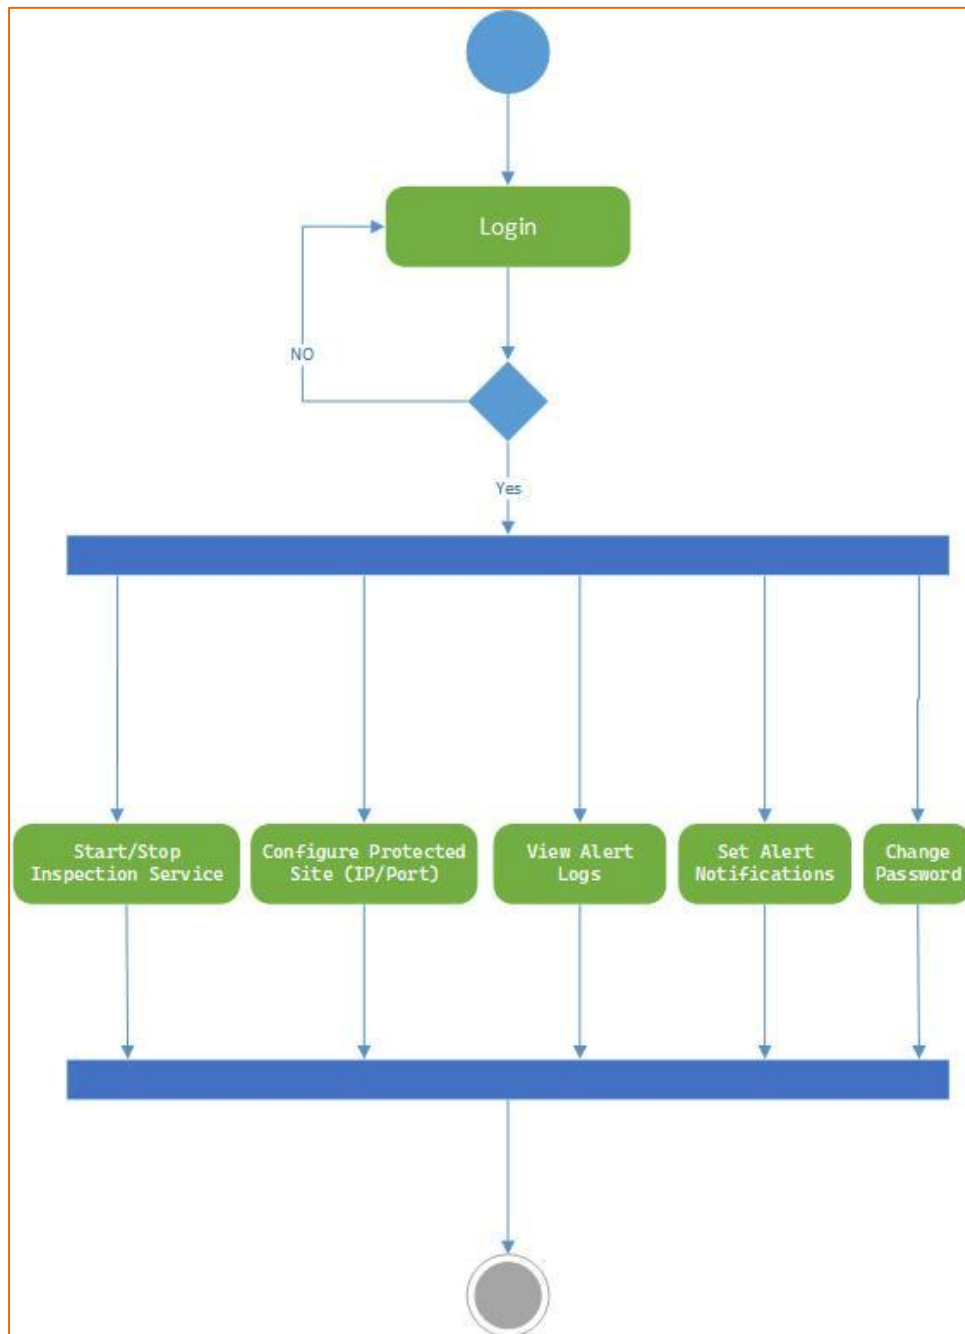 Login
NO
Yes
Start/Stop
Inspection Service
Configure Protected
Site (IP/Port)
View Alert
Logs
Set Alert
Notifications
Change
Password